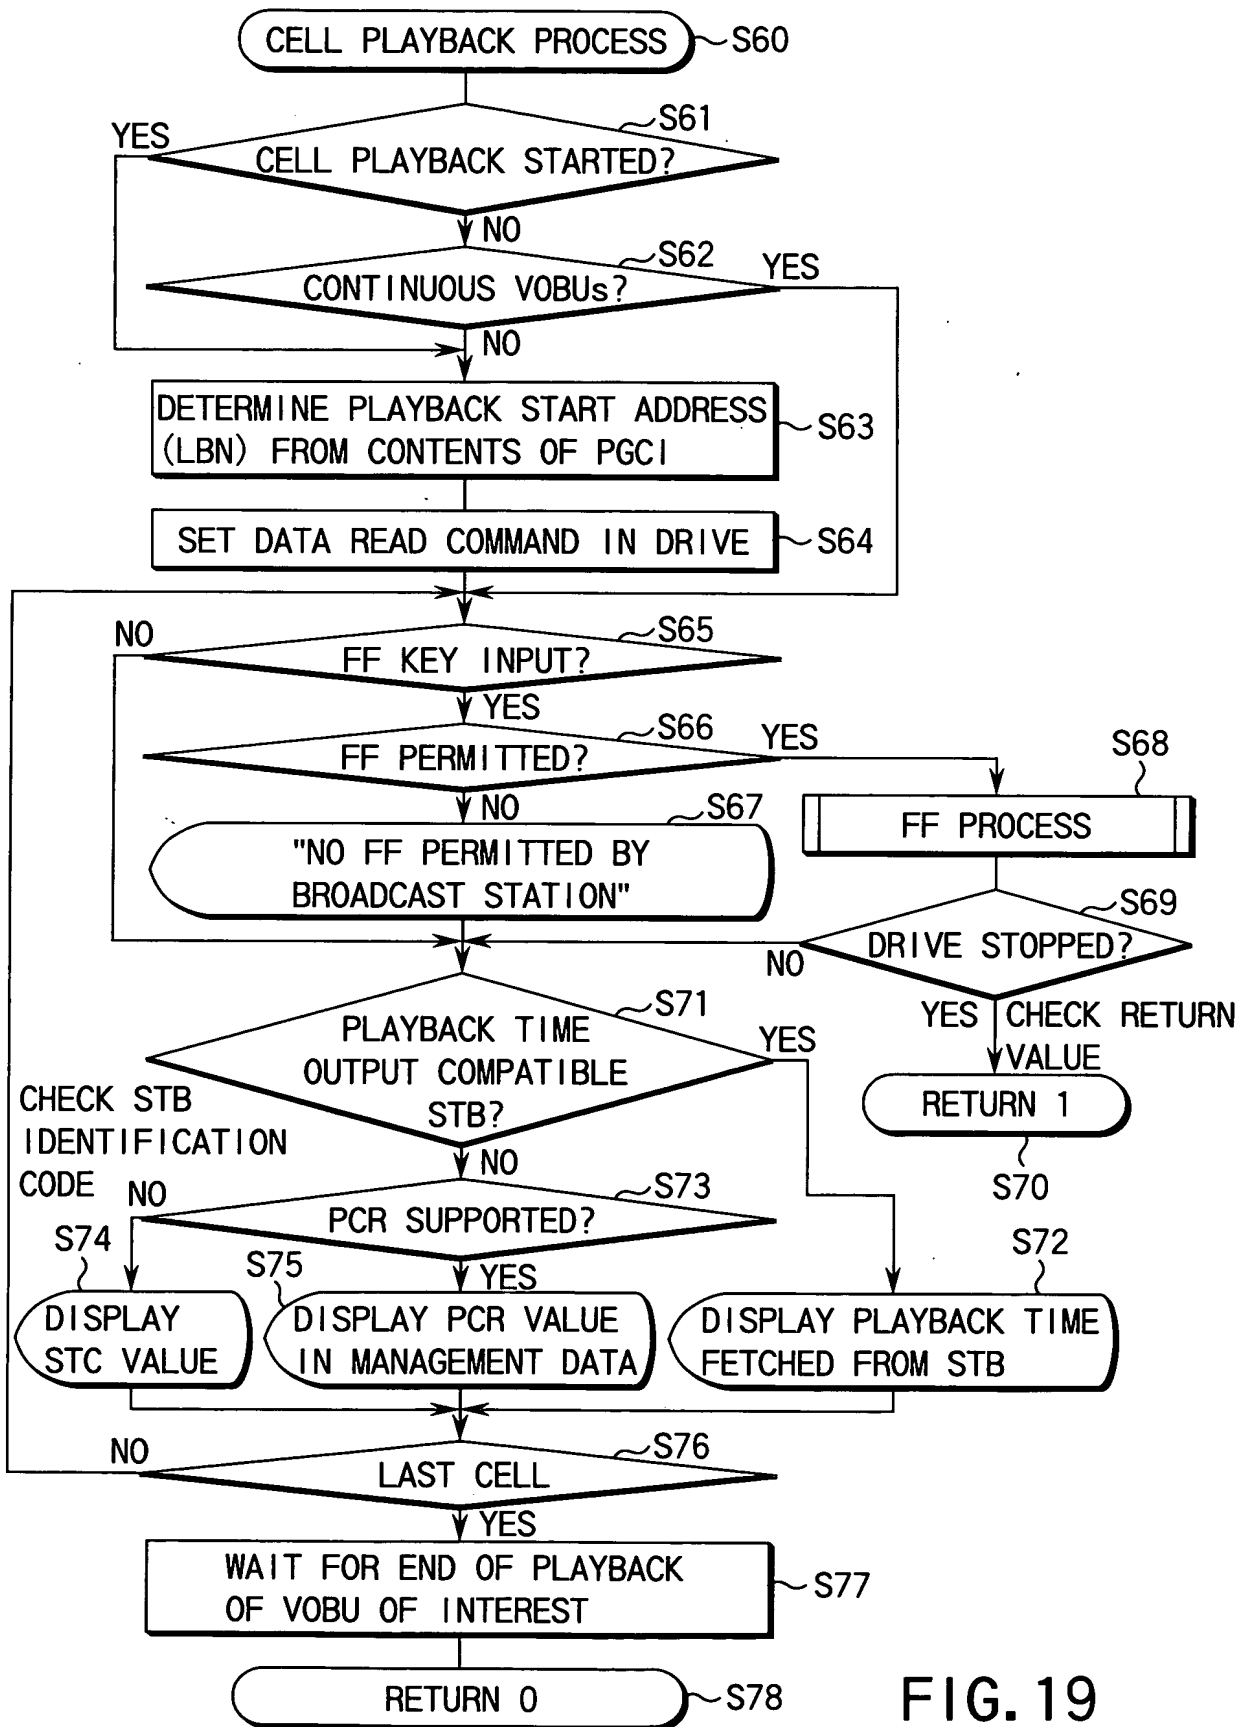 CELL PLAYBACK PROCESS
S60
S61
YES
CELL PLAYBACK STARTED?
NO
S62
YES
CONTINUOUS VOBUs?
NO
DETERMINE PLAYBACK START ADDRESS
(LBN) FROM CONTENTS OF PGCI
S63
SET DATA READ COMMAND IN DRIVE
S64
NO
S65
FF KEY INPUT?
YES
S66
YES
FF PERMITTED?
S68
NO
S67
FF PROCESS
"NO FF PERMITTED BY
BROADCAST STATION"
S69
DRIVE STOPPED?
NO
YES
CHECK RETURN
VALUE
RETURN 1
S70
S71
PLAYBACK TIME
OUTPUT COMPATIBLE
STB?
YES
CHECK STB
IDENTIFICATION
CODE
NO
NO
S73
PCR SUPPORTED?
S74
S75
YES
S72
DISPLAY
STC VALUE
DISPLAY PCR VALUE
IN MANAGEMENT DATA
DISPLAY PLAYBACK TIME
FETCHED FROM STB
NO
S76
LAST CELL
YES
WAIT FOR END OF PLAYBACK
OF VOBU OF INTEREST
S77
RETURN 0
S78
FIG. 19